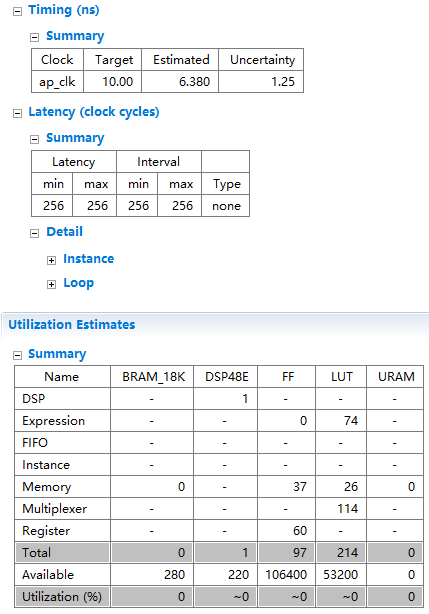 Timing (ns)
Summary
Clock Target Estimated Uncertainty
ap_clk 10.00 6.380 1.25
Latency (clock cycles)
Summary
Latency Interval
min max min max Type
256 256 256 256 none
Detail
Instance
Loop
Utilization Estimates
Summary
Name BRAM_18K DSP48E FF LUT URAM
DSP - 1 - - -
Expression - - 0 74 -
FIFO - - - - -
Instance - - - - -
Memory 0 - 37 26 0
Multiplexer - - - 114 -
Register - - 60 - -
Total 0 1 97 214 0
Available 280 220 106400 53200 0
Utilization (%) 0 ~0 ~0 ~0 0